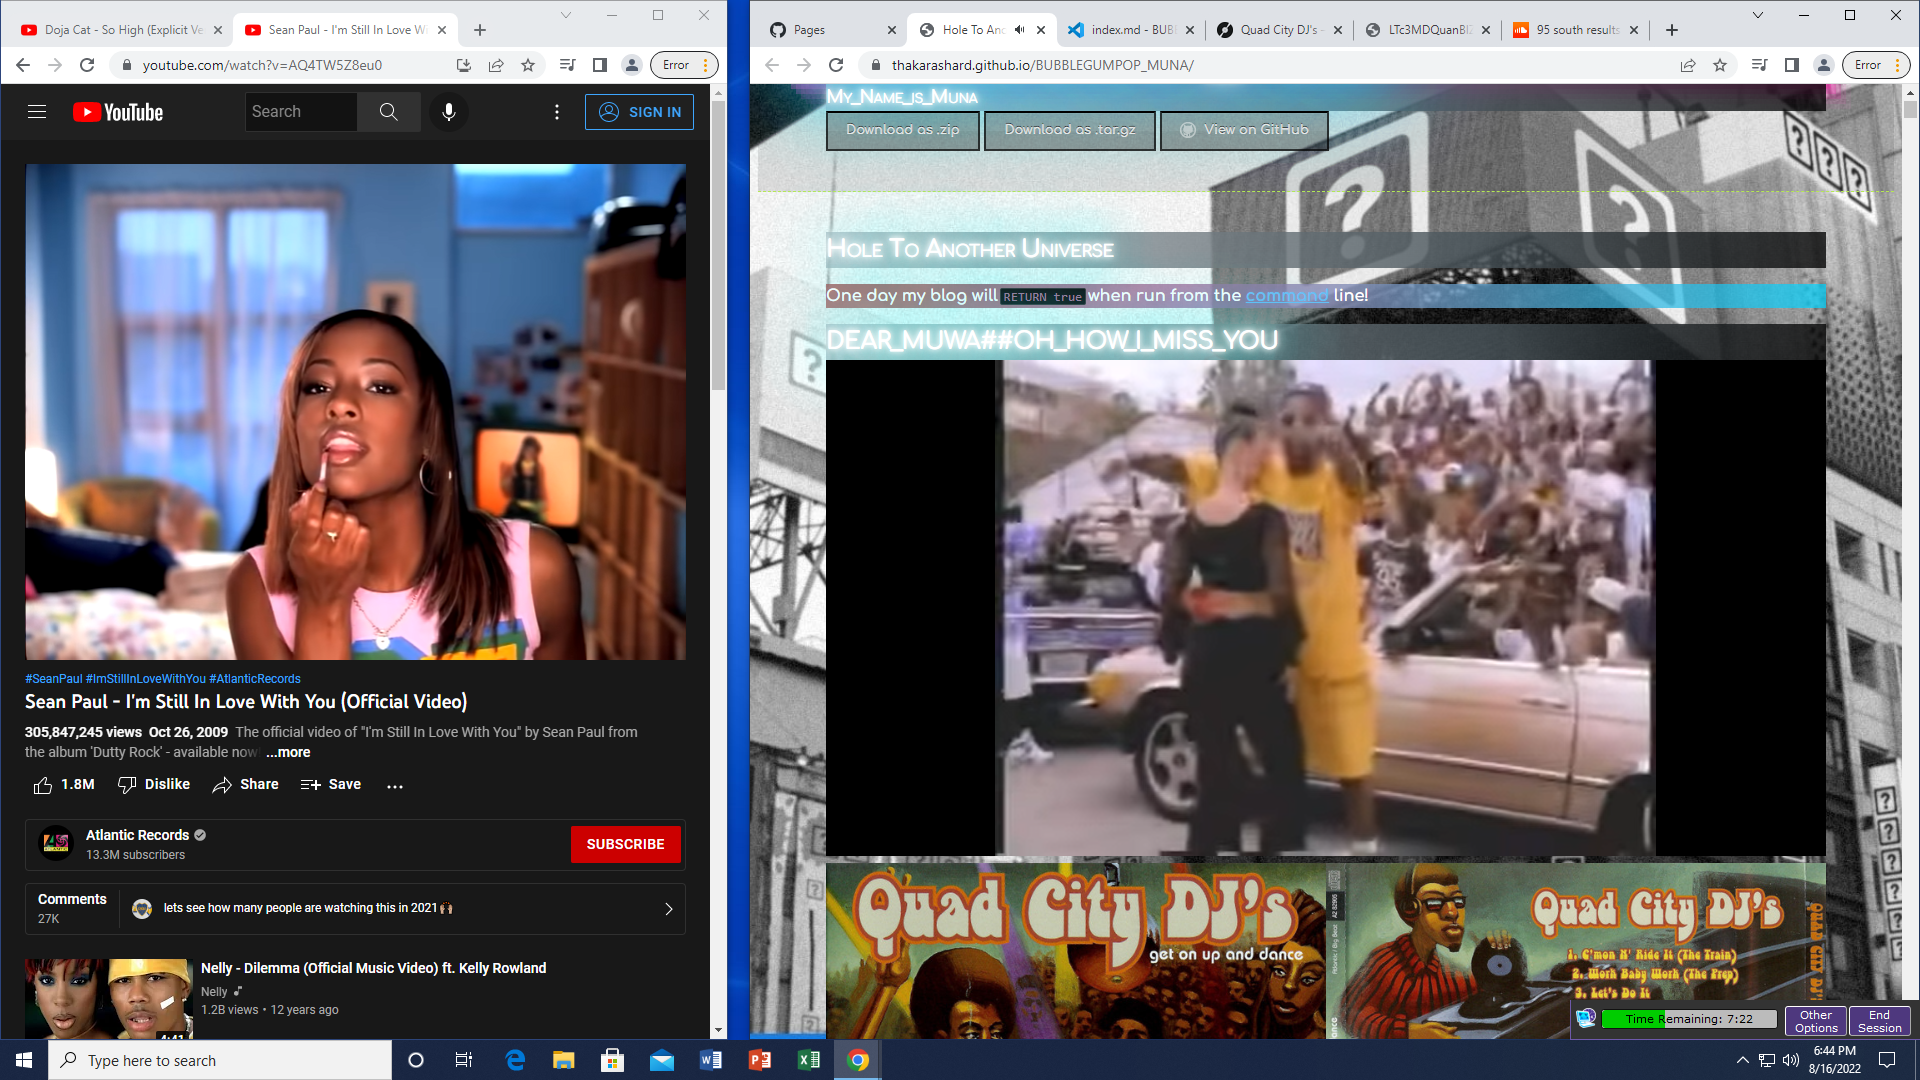 Doja Cat - So High (Explicit Ve
Sean Paul - I'm Still In Love Wi
youtube.com/watch?v=AQ4TW5Z8eu0
Error
YouTube
Search
SIGN IN
#SeanPaul #ImStillInLoveWithYou #AtlanticRecords
Sean Paul - I'm Still In Love With You (Official Video)
305,847,245 views Oct 26, 2009 The official video of "I'm Still In Love With You" by Sean Paul from
the album 'Dutty Rock' - available now! ...more
1.8M
Dislike
Share
Save
Atlantic Records
13.3M subscribers
SUBSCRIBE
Comments
27K
lets see how many people are watching this in 2021
Nelly - Dilemma (Official Music Video) ft. Kelly Rowland
Nelly
1.2B views • 12 years ago
4:41
Pages
Hole To Ano
index.md - BUBB
Quad City DJ's -
LTc3MDQuanBl
95 south results
thakarashard.github.io/BUBBLEGUMPOP_MUNA/
Error
My_Name_is_Muna
Download as .zip
Download as .tar.gz
View on GitHub
Hole To Another Universe
One day my blog will RETURN true when run from the command line!
DEAR_MUWA##OH_HOW_I_MISS_YOU
Quad City DJ's
get on up and dance
Quad City DJ's
1. C'mon N' Ride It (The Train)
2. Work Baby Work (The Prep)
3. Let's Do It
Time Remaining: 7:22
Other Options
End Session
Type here to search
6:44 PM
8/16/2022